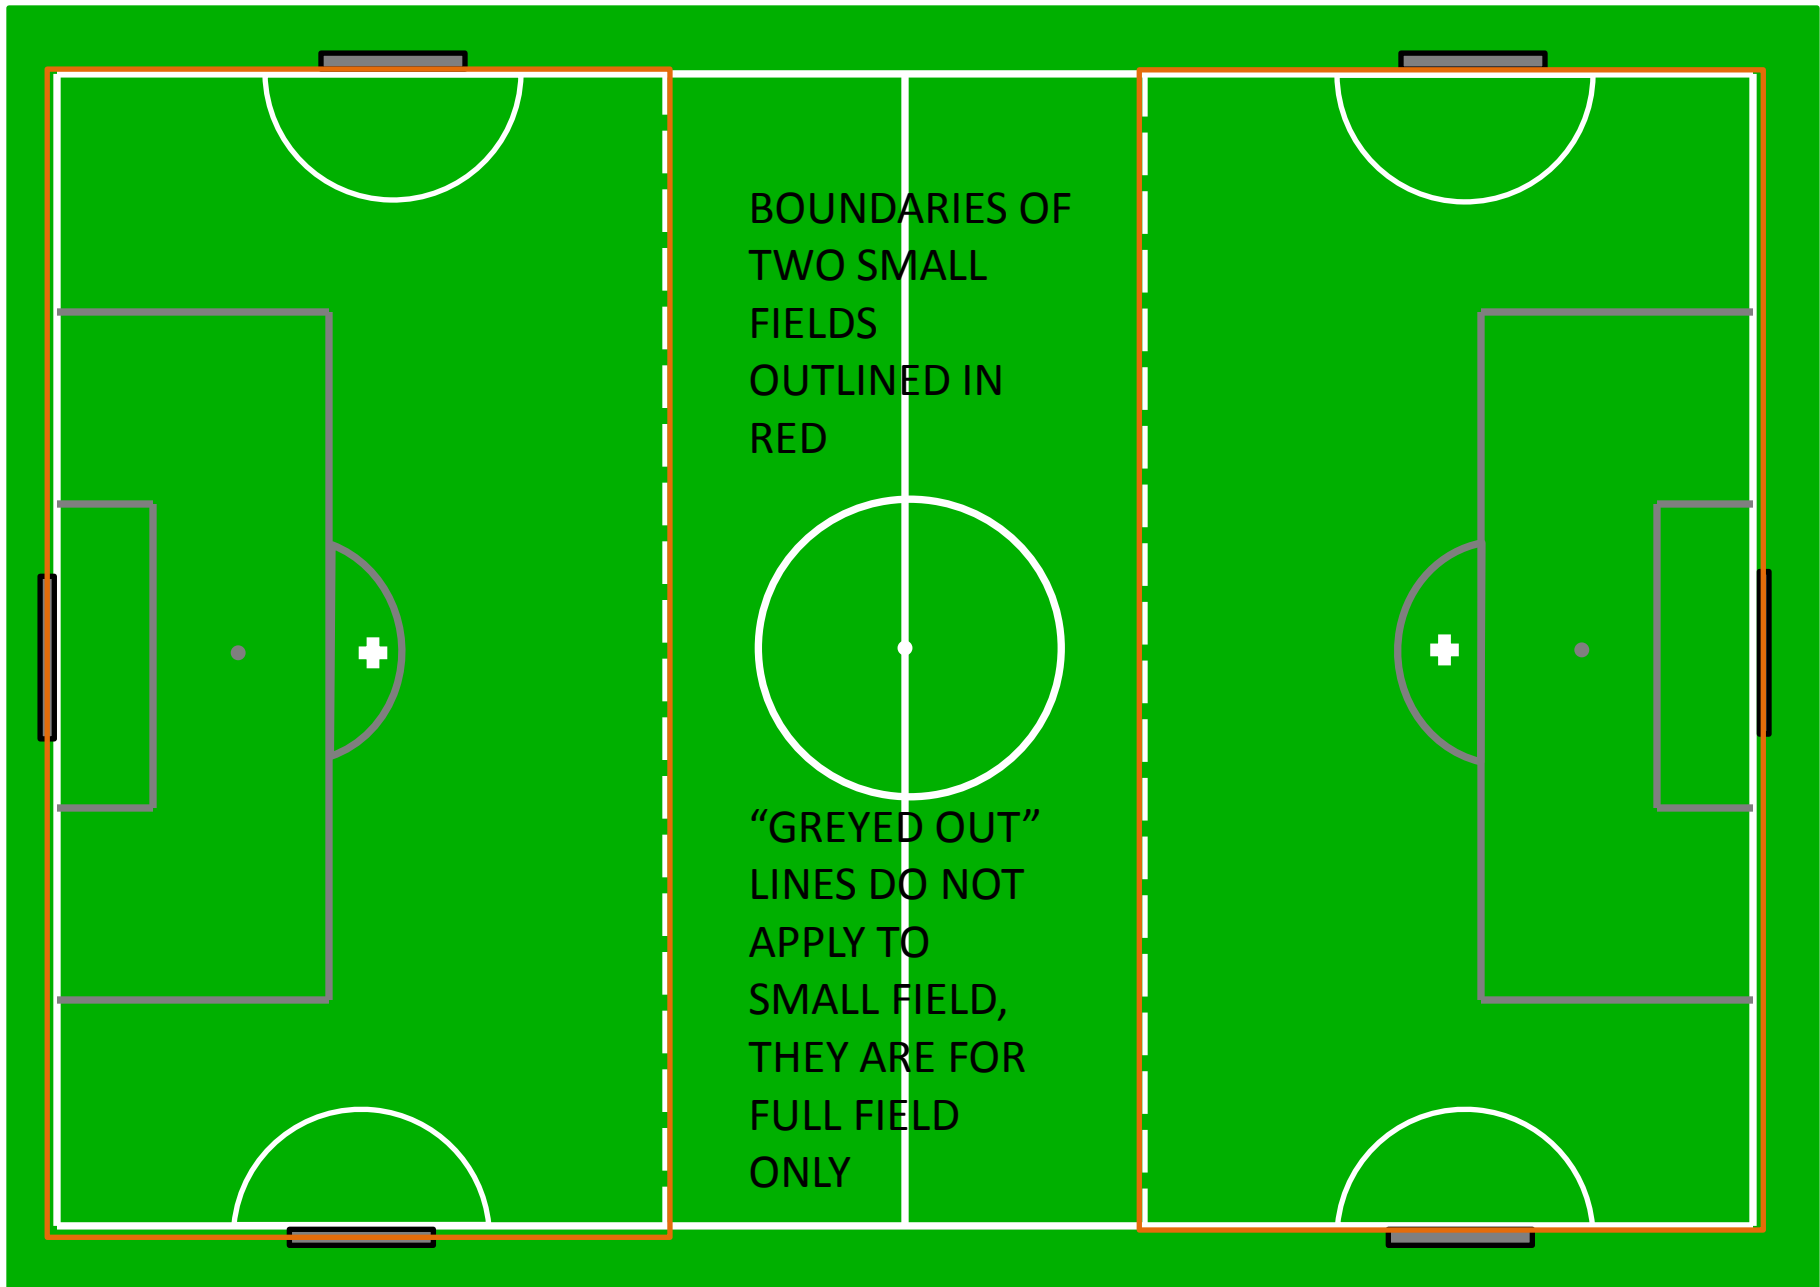 BOUNDARIES OF
TWO SMALL
FIELDS
OUTLINED IN
RED
“GREYED OUT”
LINES DO NOT
APPLY TO
SMALL FIELD,
THEY ARE FOR
FULL FIELD
ONLY